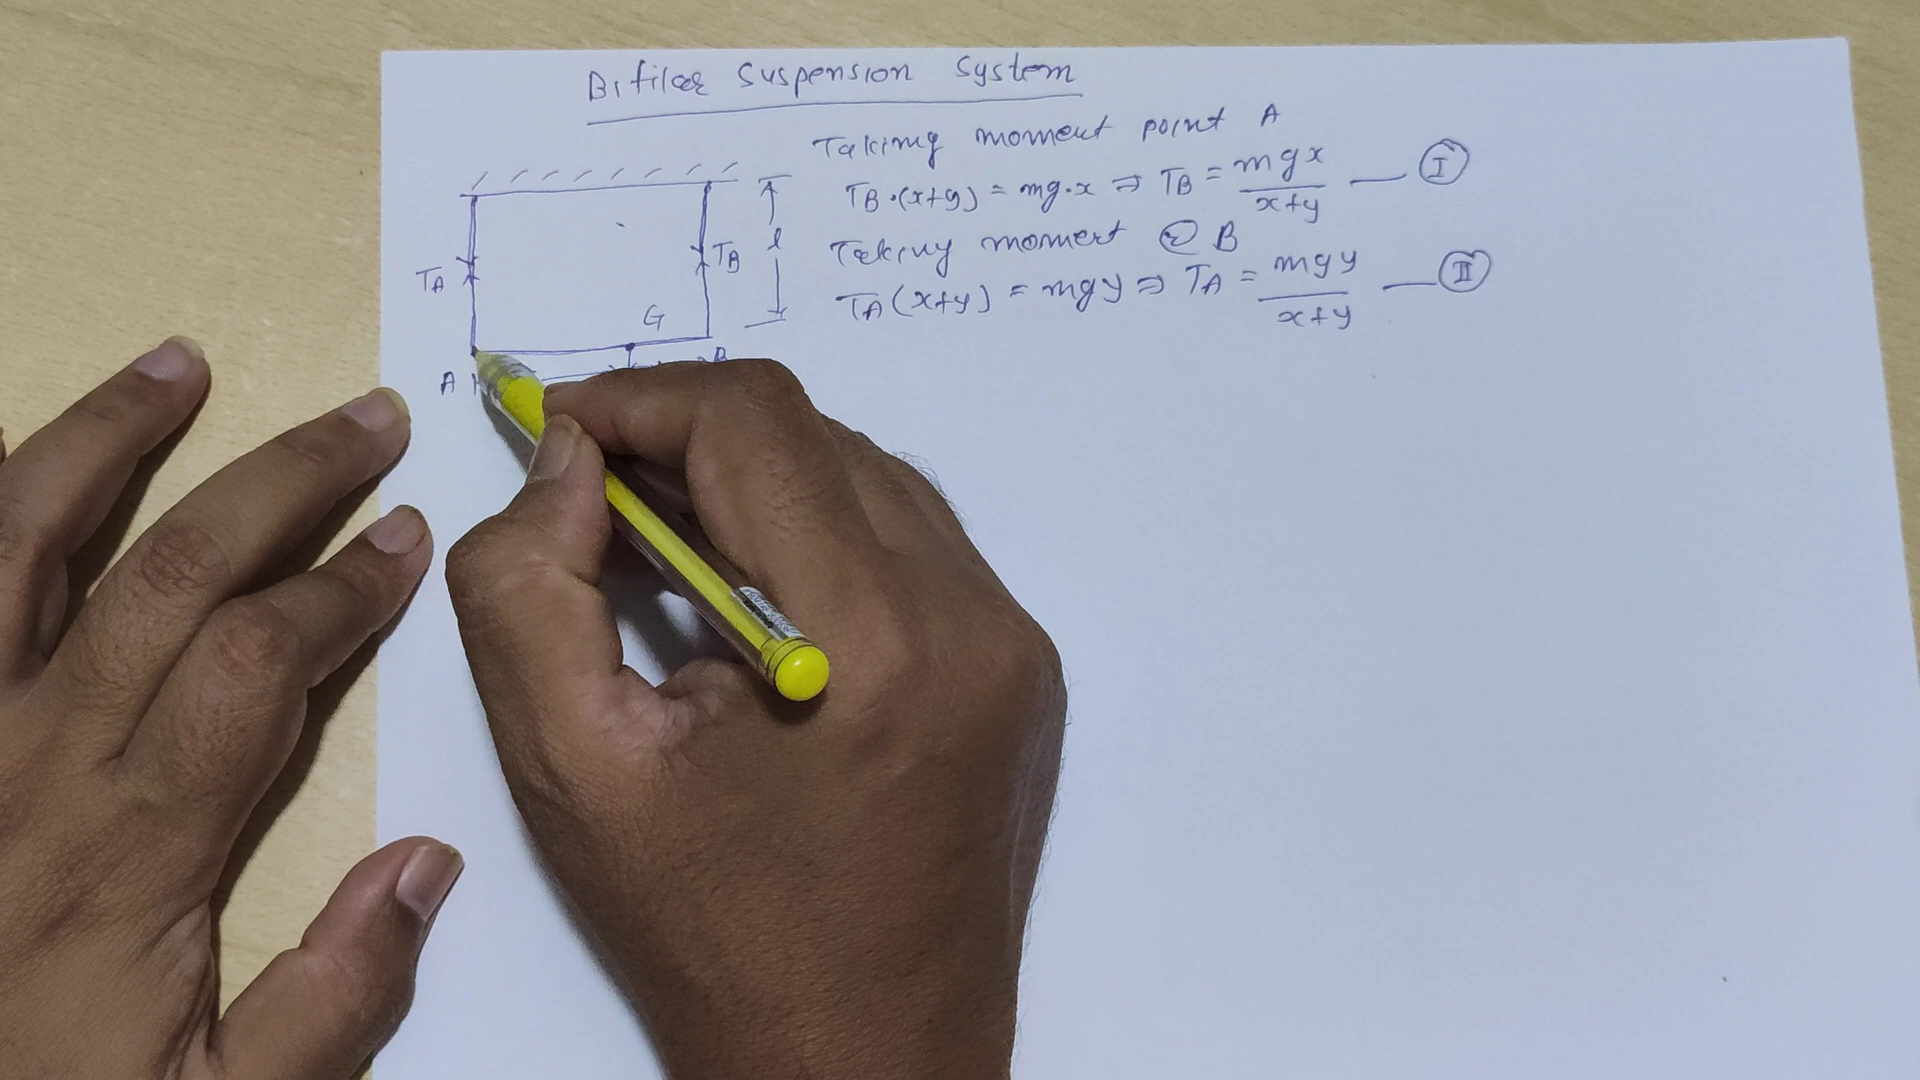 Bifilar Suspension System
Taking moment point A
TB·(x+y) = mg·x ⇒ TB = mgx / x+y — I
Taking moment @ B
TA(x+y) = mgy ⇒ TA = mgy / x+y — II
TA
TB
l
G
A
B